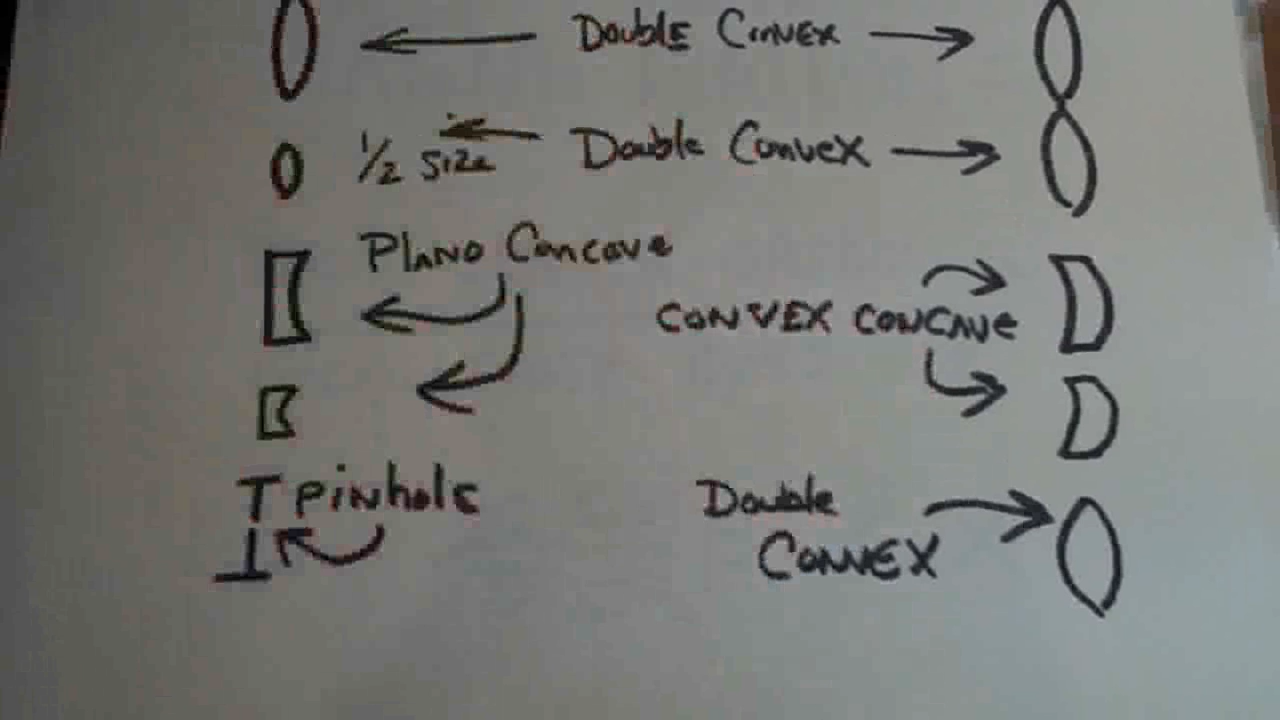 Double Convex
1/2 Size Double Convex
Plano Concave
CONVEX CONCAVE
pinhole
Double
CONVEX